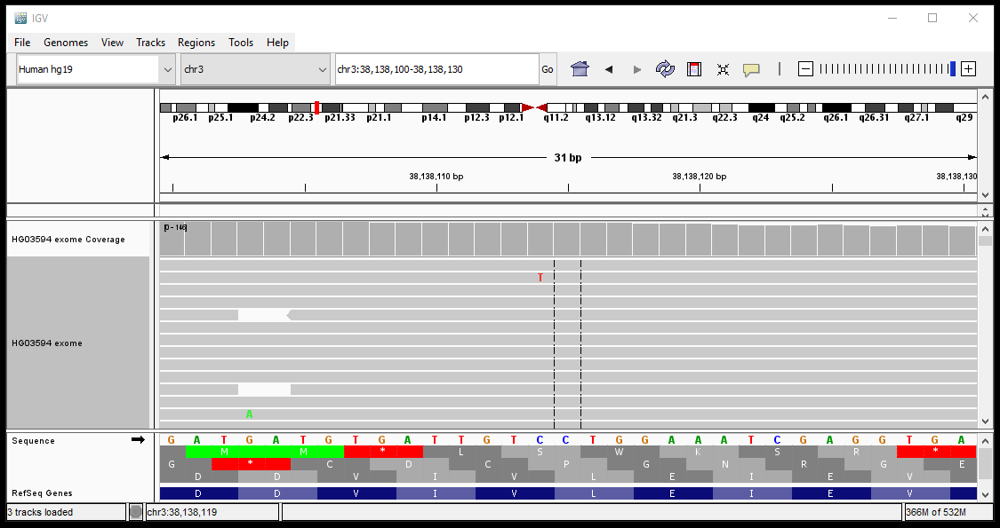 IGV
File Genomes View Tracks Regions Tools Help
Human hg19 chr3 chr3:38,138,100-38,138,130 Go
p26.1 p25.1 p24.2 p22.3 p21.33 p21.1 p14.1 p12.3 p12.1 q11.2 q13.12 q13.32 q21.3 q22.3 q24 q25.2 q26.1 q26.31 q27.1 q29
31 bp
38,138,110 bp 38,138,120 bp 38,138,130
[0 - 146]
HG03594 exome Coverage
T
HG03594 exome
A
Sequence G A T G A T G T G A T T G T C C T G G A A A T C G A G G T G A
M M * L S W K S R *
G * C D C P G N R G E
D D V I V L E I E V
RefSeq Genes D D V I V L E I E V
3 tracks loaded chr3:38,138,119 366M of 532M